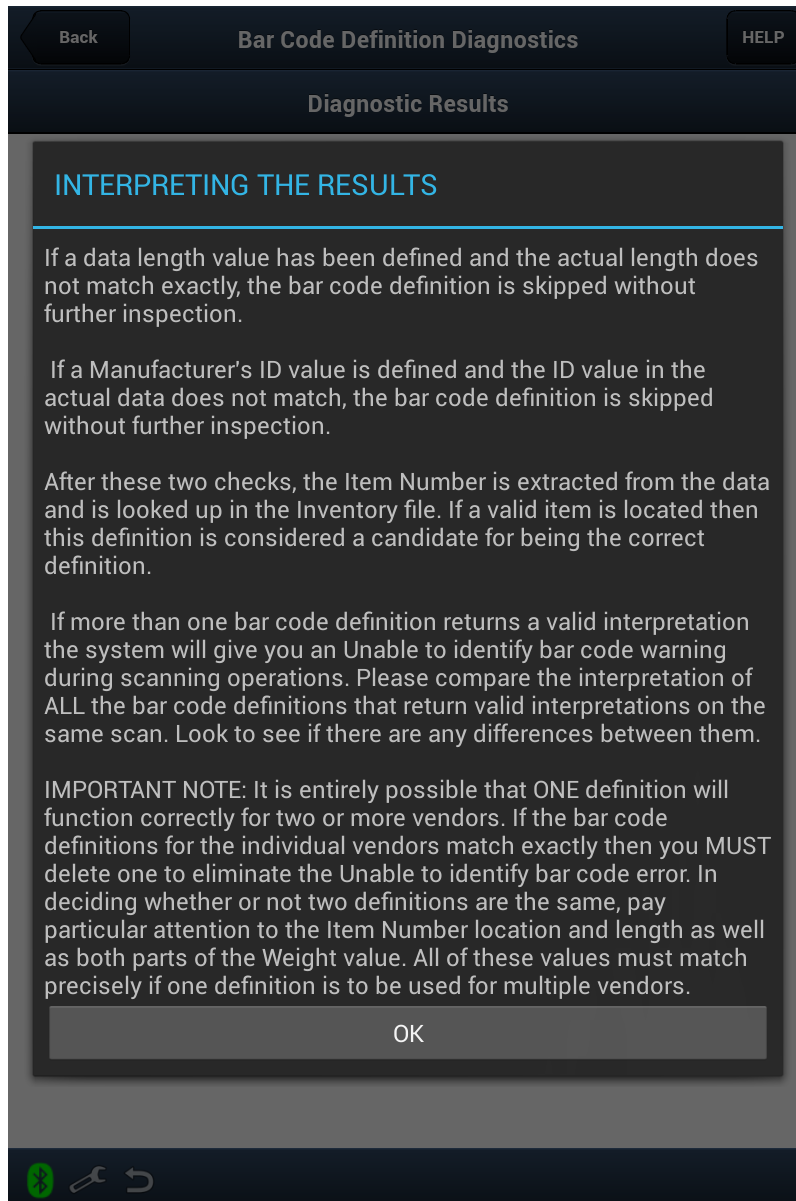 Back
Bar Code Definition Diagnostics
HELP
Diagnostic Results
INTERPRETING THE RESULTS
If a data length value has been defined and the actual length does
not match exactly, the bar code definition is skipped without
further inspection.
If a Manufacturer's ID value is defined and the ID value in the
actual data does not match, the bar code definition is skipped
without further inspection.
After these two checks, the Item Number is extracted from the data
and is looked up in the Inventory file. If a valid item is located then
this definition is considered a candidate for being the correct
definition.
If more than one bar code definition returns a valid interpretation
the system will give you an Unable to identify bar code warning
during scanning operations. Please compare the interpretation of
ALL the bar code definitions that return valid interpretations on the
same scan. Look to see if there are any differences between them.
IMPORTANT NOTE: It is entirely possible that ONE definition will
function correctly for two or more vendors. If the bar code
definitions for the individual vendors match exactly then you MUST
delete one to eliminate the Unable to identify bar code error. In
deciding whether or not two definitions are the same, pay
particular attention to the Item Number location and length as well
as both parts of the Weight value. All of these values must match
precisely if one definition is to be used for multiple vendors.
OK